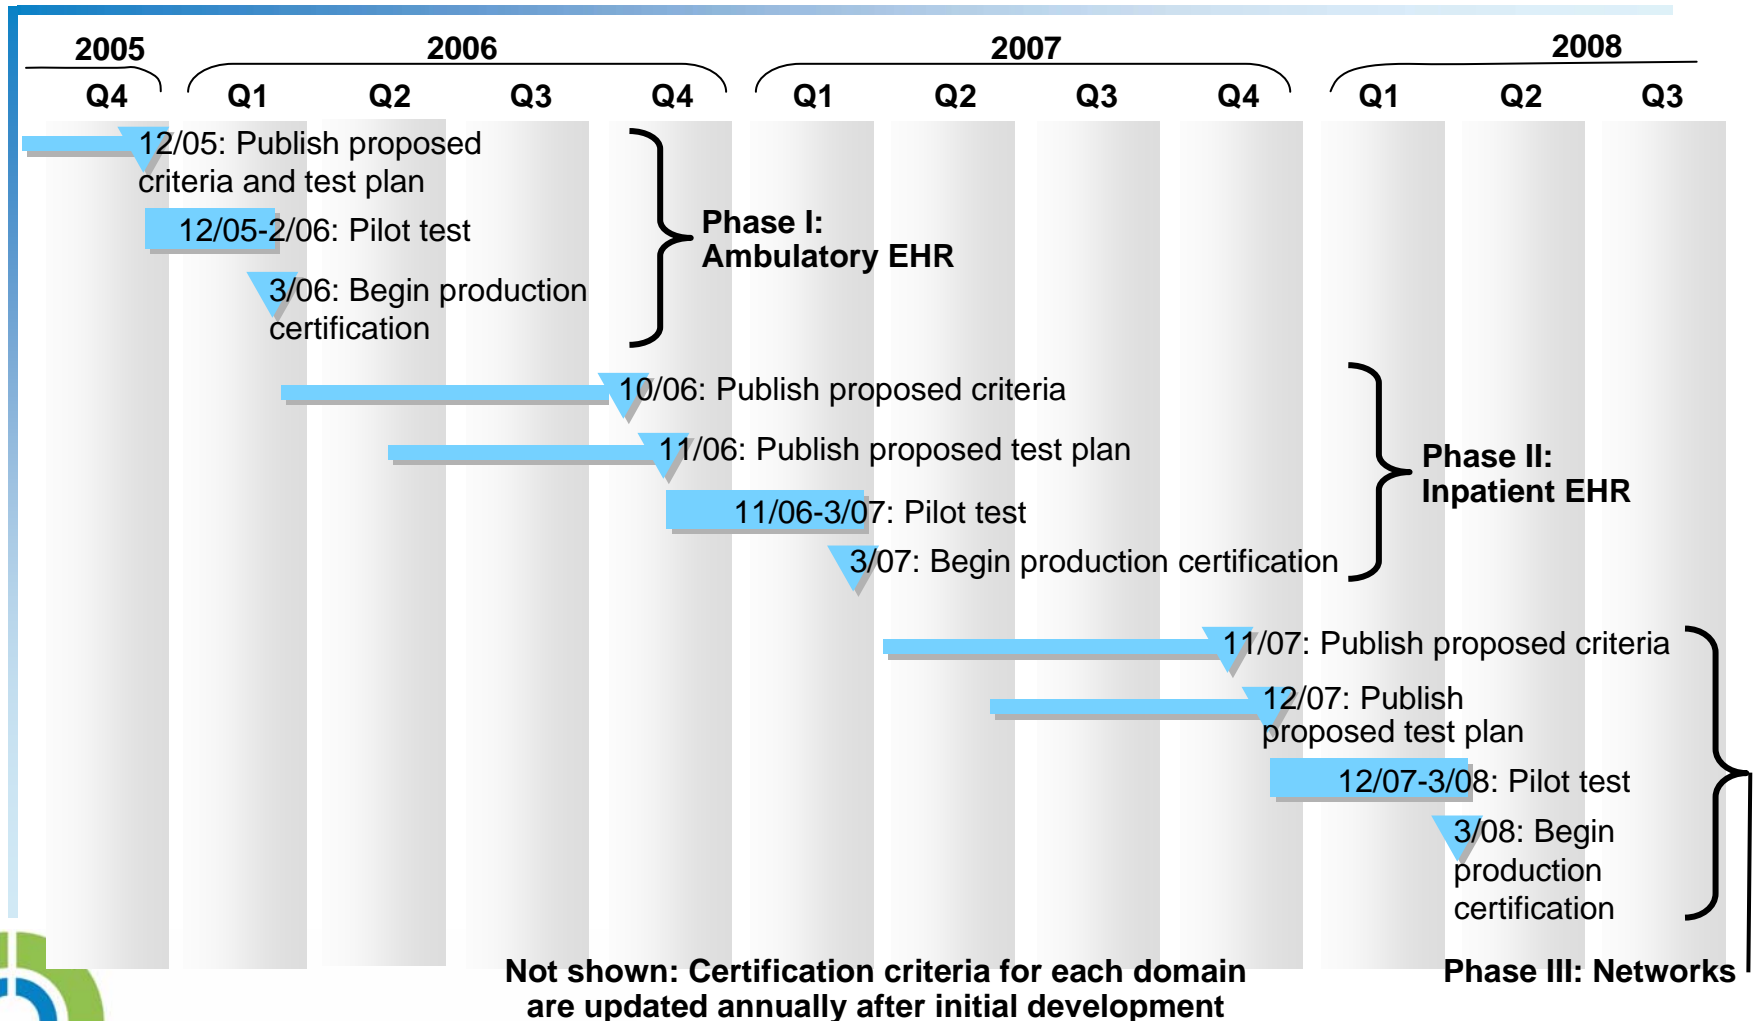 2005 2006 2007 2008
Q4 Q1 Q2 Q3 Q4 Q1 Q2 Q3 Q4 Q1 Q2 Q3
12/05: Publish proposed
criteria and test plan
12/05-2/06: Pilot test
3/06: Begin production
certification
Phase I:
Ambulatory EHR
10/06: Publish proposed criteria
11/06: Publish proposed test plan
11/06-3/07: Pilot test
3/07: Begin production certification
Phase II:
Inpatient EHR
11/07: Publish proposed criteria
12/07: Publish
proposed test plan
12/07-3/08: Pilot test
3/08: Begin
production
certification
Phase III: Networks
Not shown: Certification criteria for each domain
are updated annually after initial development